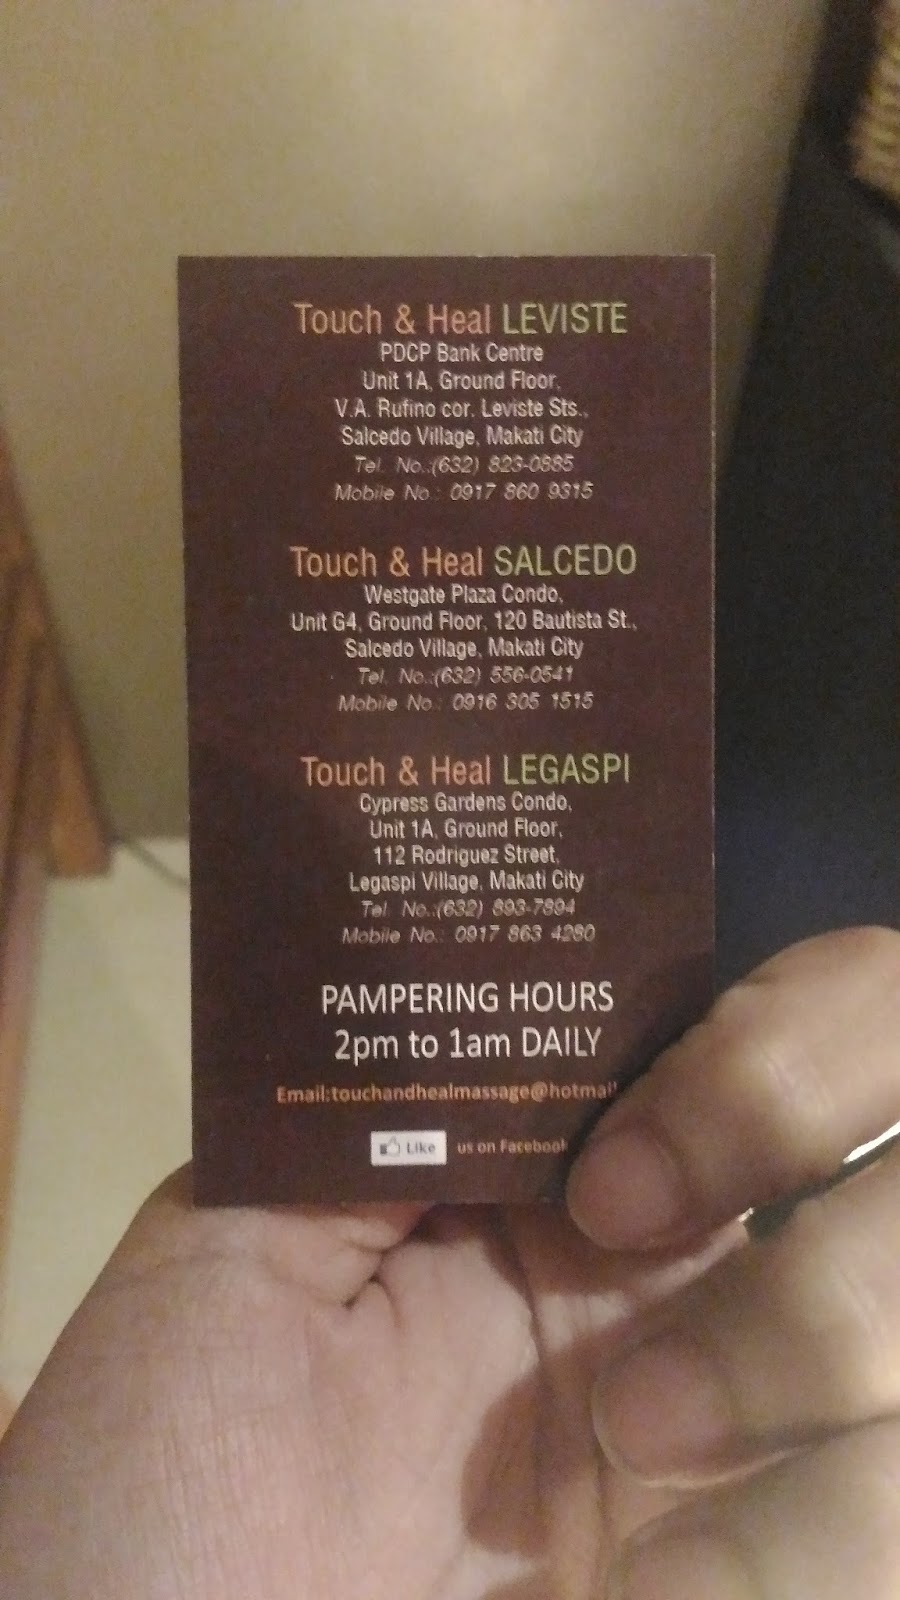 Touch & Heal LEVISTE
PDCP Bank Centre
Unit 1A, Ground Floor,
V.A. Rufino cor. Leviste Sts.,
Salcedo Village, Makati City
Tel. No.:(632) 823-0885
Mobile No.: 0917 860 9315
Touch & Heal SALCEDO
Westgate Plaza Condo,
Unit G4, Ground Floor, 120 Bautista St.,
Salcedo Village, Makati City
Tel. No.:(632) 556-0541
Mobile No.: 0916 305 1515
Touch & Heal LEGASPI
Cypress Gardens Condo,
Unit 1A, Ground Floor,
112 Rodriguez Street,
Legaspi Village, Makati City
Tel. No.:(632) 893-7894
Mobile No.: 0917 863 4280
PAMPERING HOURS
2pm to 1am DAILY
Email:touchandhealmassage@hotmail
Like us on Facebook